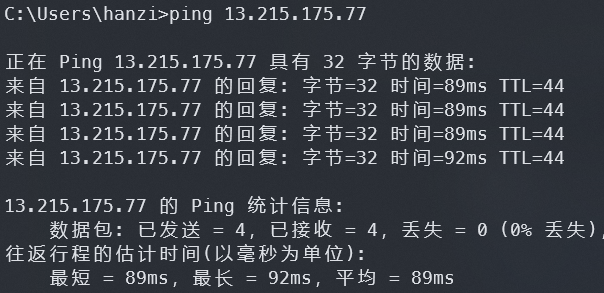 C:\Users\hanzi>ping 13.215.175.77
正在 Ping 13.215.175.77 具有 32 字节的数据:
来自 13.215.175.77 的回复: 字节=32 时间=89ms TTL=44
来自 13.215.175.77 的回复: 字节=32 时间=89ms TTL=44
来自 13.215.175.77 的回复: 字节=32 时间=89ms TTL=44
来自 13.215.175.77 的回复: 字节=32 时间=92ms TTL=44
13.215.175.77 的 Ping 统计信息:
数据包: 已发送 = 4, 已接收 = 4, 丢失 = 0 (0% 丢失),
往返行程的估计时间(以毫秒为单位):
最短 = 89ms, 最长 = 92ms, 平均 = 89ms